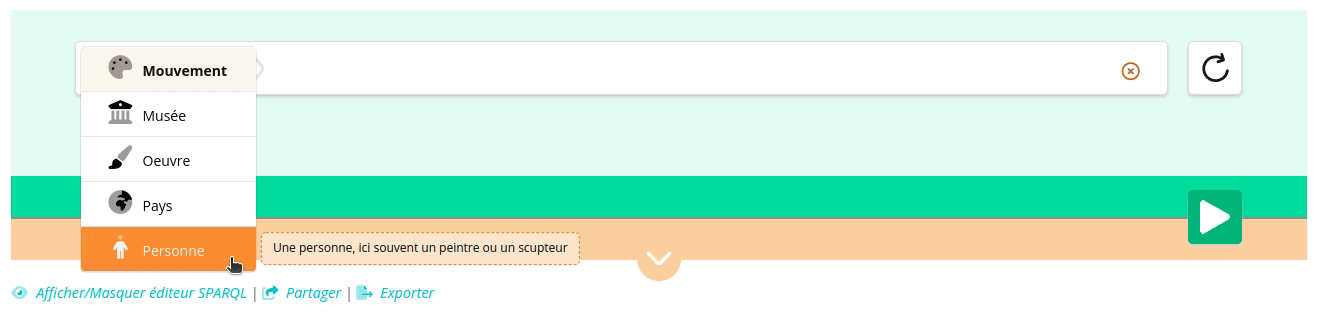 Mouvement
Musée
Oeuvre
Pays
Personne
Une personne, ici souvent un peintre ou un scupteur
Afficher/Masquer éditeur SPARQL | Partager | Exporter